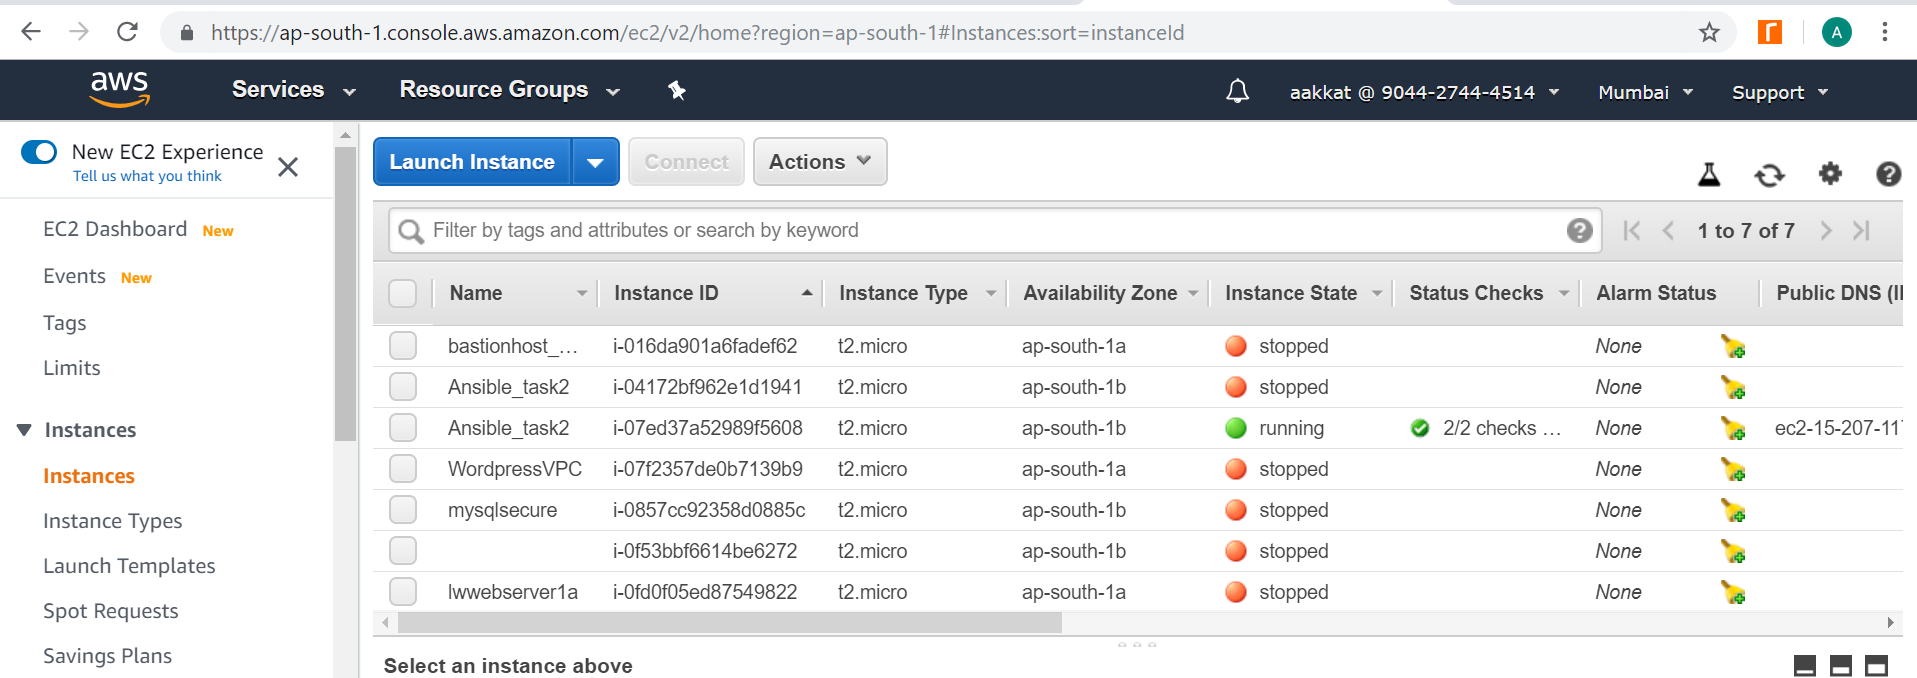 https://ap-south-1.console.aws.amazon.com/ec2/v2/home?region=ap-south-1#Instances:sort=instanceId
A
aws
Services
Resource Groups
aakkat @ 9044-2744-4514
Mumbai
Support
New EC2 Experience
Tell us what you think
EC2 Dashboard New
Events New
Tags
Limits
Instances
Instances
Instance Types
Launch Templates
Spot Requests
Savings Plans
Launch Instance
Connect
Actions
Filter by tags and attributes or search by keyword
1 to 7 of 7
Name Instance ID Instance Type Availability Zone Instance State Status Checks Alarm Status Public DNS (I
bastionhost_... i-016da901a6fadef62 t2.micro ap-south-1a stopped None
Ansible_task2 i-04172bf962e1d1941 t2.micro ap-south-1b stopped None
Ansible_task2 i-07ed37a52989f5608 t2.micro ap-south-1b running 2/2 checks ... None ec2-15-207-11
WordpressVPC i-07f2357de0b7139b9 t2.micro ap-south-1a stopped None
mysqlsecure i-0857cc92358d0885c t2.micro ap-south-1b stopped None
i-0f53bbf6614be6272 t2.micro ap-south-1b stopped None
lwwebserver1a i-0fd0f05ed87549822 t2.micro ap-south-1a stopped None
Select an instance above